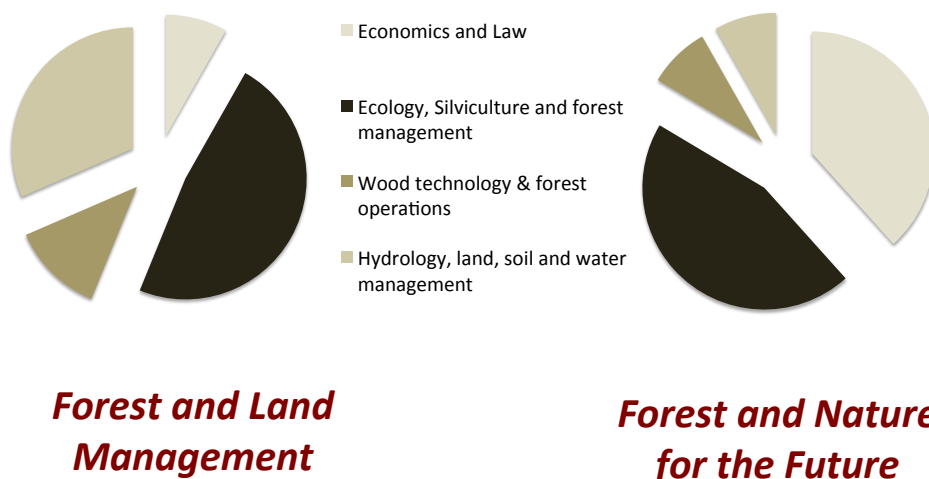 Economics and Law
Ecology, Silviculture and forest
management
Wood technology & forest
operations
Hydrology, land, soil and water
management
Forest and Land
Management
Forest and Nature
for the Future